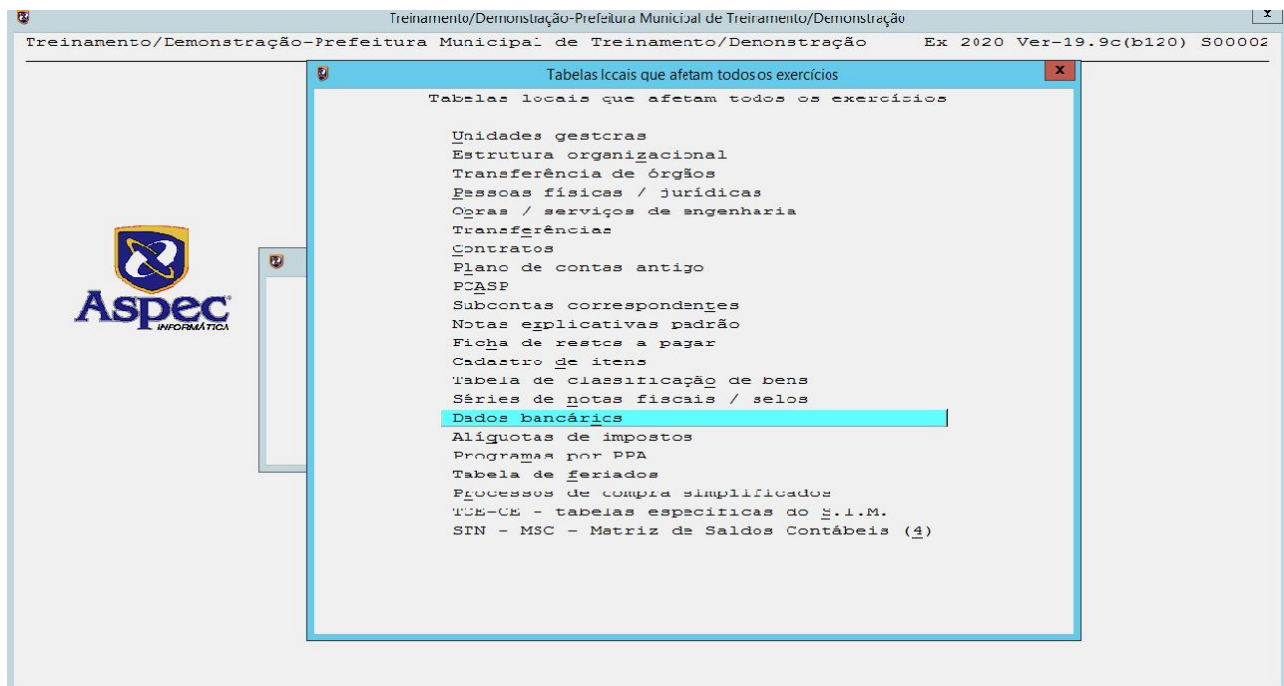 Treinamento/Demonstração-Prefeitura Municipal de Treinamento/Demonstração
x
Treinamento/Demonstração-Prefeitura Municipal de Treinamento/Demonstração Ex 2020 Ver-19.9c(b120) S00002
Tabelas locais que afetam todos os exercícios
x
Tabelas locais que afetam todos os exercícios
Unidades gestoras
Estrutura organizacional
Transferência de órgãos
Pessoas físicas / jurídicas
Obras / serviços de engenharia
Transferências
Contratos
Plano de contas antigo
PCASP
Subcontas correspondentes
Notas explicativas padrão
Ficha de restos a pagar
Cadastro de itens
Tabela de classificação de bens
Séries de notas fiscais / selos
Dados bancários
Alíquotas de impostos
Programas por PPA
Tabela de feriados
Processos de compra simplificados
TCE-CE - tabelas específicas do S.I.M.
STN - MSC - Matriz de Saldos Contábeis (4)
Aspec
INFORMÁTICA